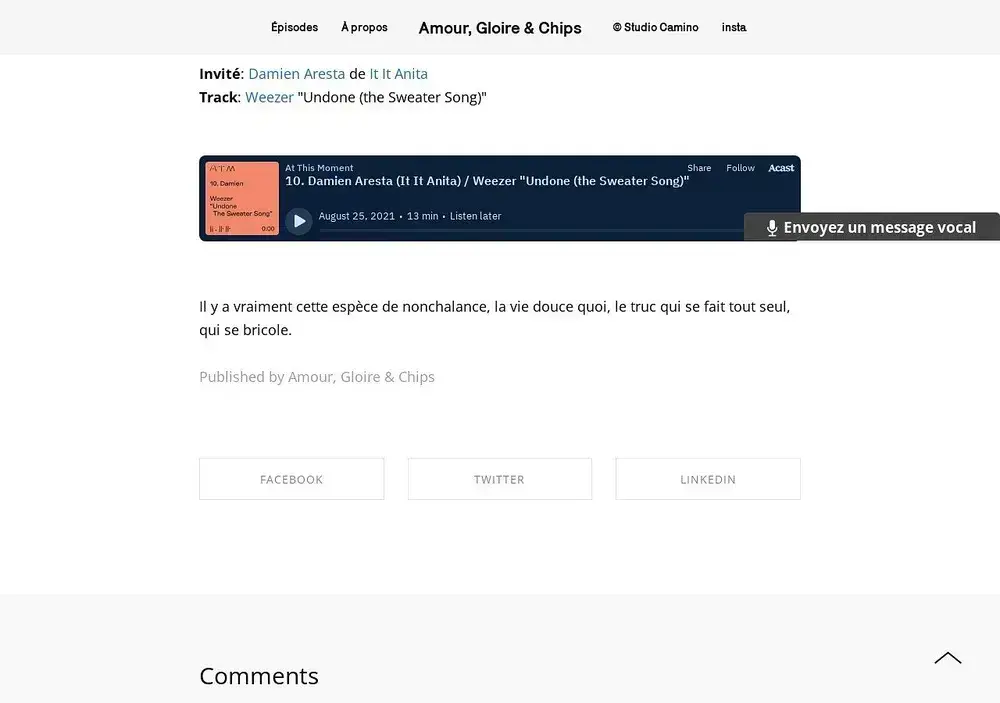 Épisodes À propos Amour, Gloire & Chips © Studio Camino insta
Invité: Damien Aresta de It It Anita
Track: Weezer "Undone (the Sweater Song)"
ATM
10. Damien
Weezer
"Undone
The Sweater Song"
0:00
At This Moment
Share Follow Acast
10. Damien Aresta (It It Anita) / Weezer "Undone (the Sweater Song)"
August 25, 2021 • 13 min • Listen later
Envoyez un message vocal
Il y a vraiment cette espèce de nonchalance, la vie douce quoi, le truc qui se fait tout seul,
qui se bricole.
Published by Amour, Gloire & Chips
FACEBOOK TWITTER LINKEDIN
Comments